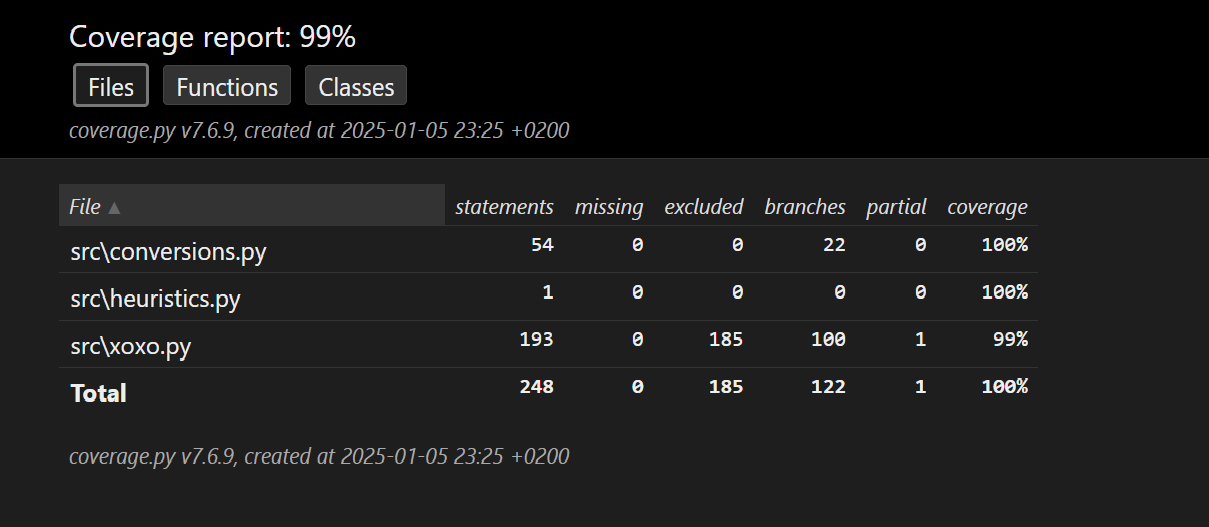 Coverage report: 99%
Files Functions Classes
coverage.py v7.6.9, created at 2025-01-05 23:25 +0200
File ▲ statements missing excluded branches partial coverage
src\conversions.py 54 0 0 22 0 100%
src\heuristics.py 1 0 0 0 0 100%
src\xoxo.py 193 0 185 100 1 99%
Total 248 0 185 122 1 100%
coverage.py v7.6.9, created at 2025-01-05 23:25 +0200